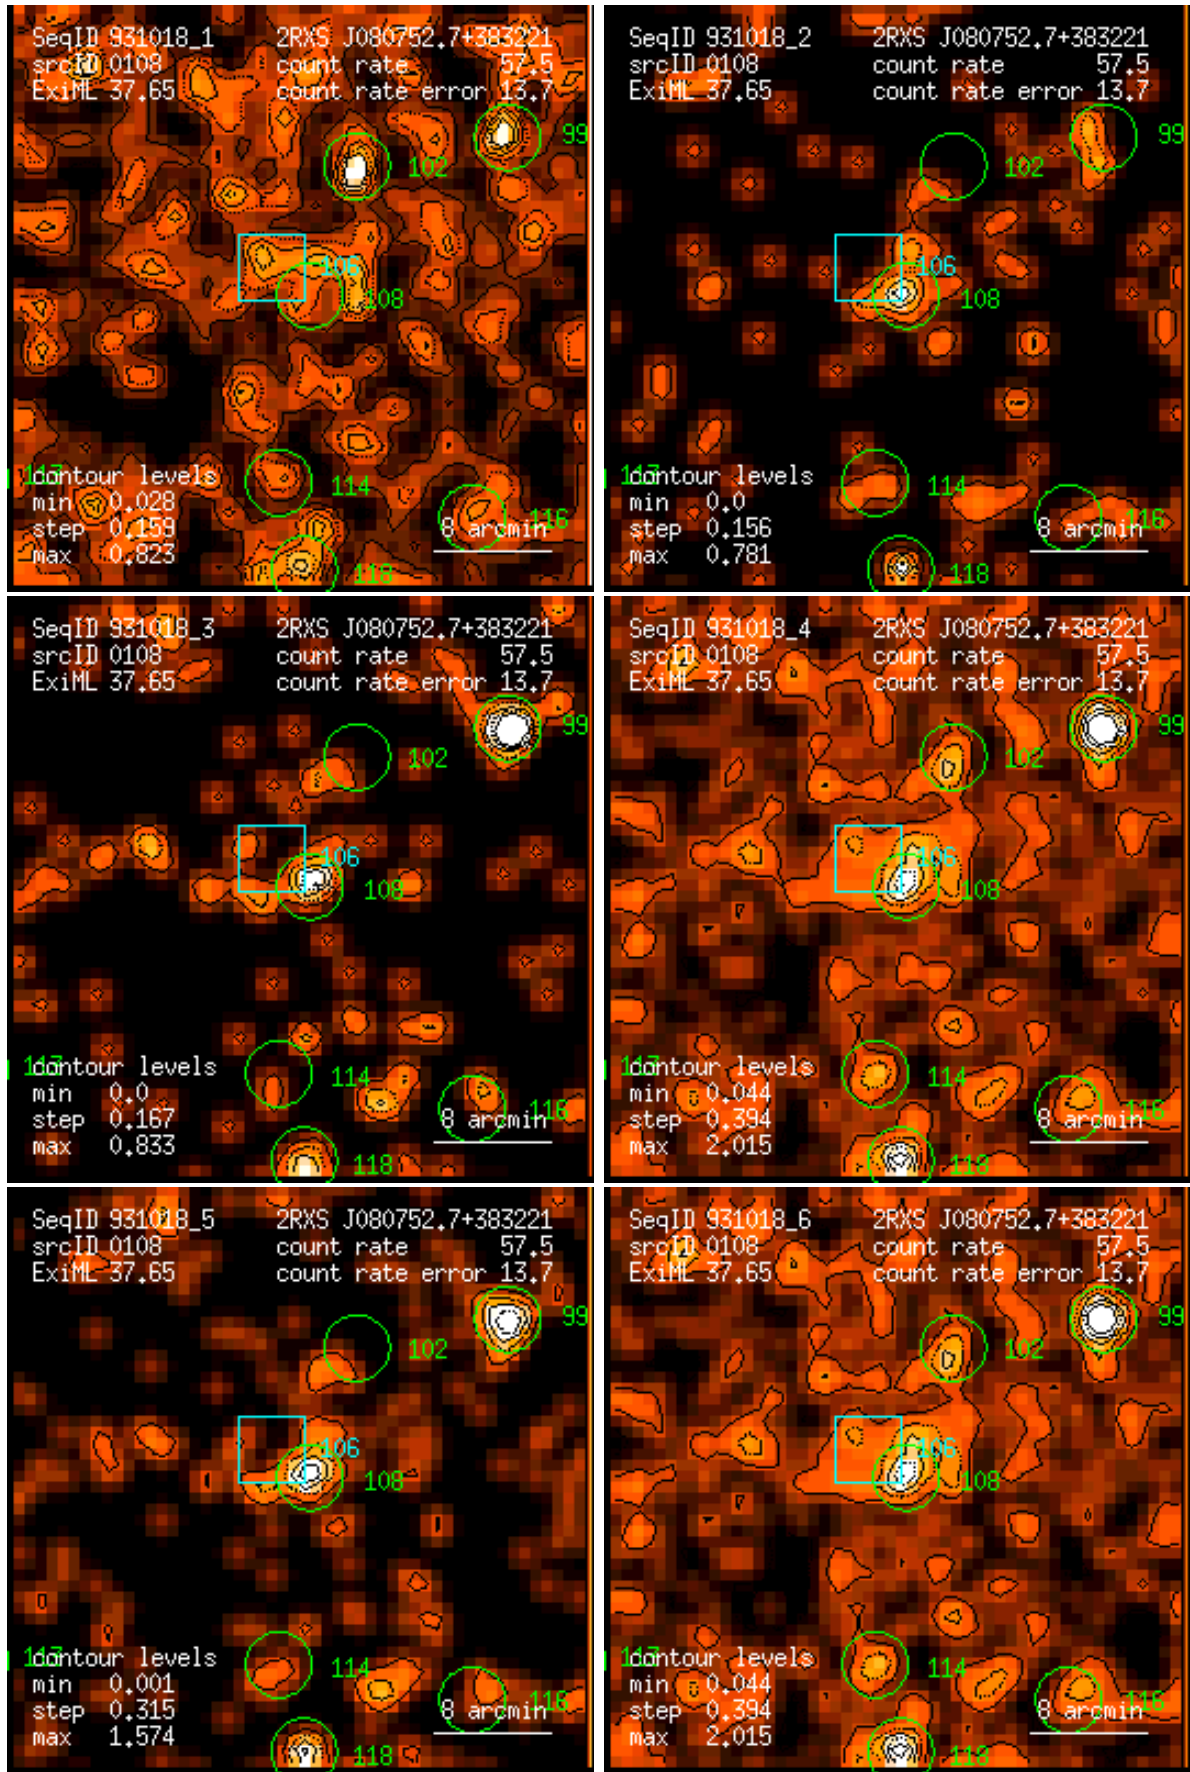 SeqID 931018_1 2RXS J080752.7+383221
srcID 0108 count rate 57.5
ExiML 37.65 count rate error 13.7
99
102
106
108
contour levels
114
min 0.028
116
step 0.159 8 arcmin
max 0.823
118
SeqID 931018_2 2RXS J080752.7+383221
srcID 0108 count rate 57.5
ExiML 37.65 count rate error 13.7
99
102
106
108
117 contour levels
114
min 0.0
116
step 0.156 8 arcmin
max 0.781
118
SeqID 931018_3 2RXS J080752.7+383221
srcID 0108 count rate 57.5
ExiML 37.65 count rate error 13.7
99
102
106
108
117 contour levels
114
min 0.0
116
step 0.167 8 arcmin
max 0.833
118
SeqID 931018_4 2RXS J080752.7+383221
srcID 0108 count rate 57.5
ExiML 37.65 count rate error 13.7
99
102
106
108
117 contour levels
114
min 0.044
116
step 0.394 8 arcmin
max 2.015
118
SeqID 931018_5 2RXS J080752.7+383221
srcID 0108 count rate 57.5
ExiML 37.65 count rate error 13.7
99
102
106
108
117 contour levels
114
min 0.001
116
step 0.315 8 arcmin
max 1.574
118
SeqID 931018_6 2RXS J080752.7+383221
srcID 0108 count rate 57.5
ExiML 37.65 count rate error 13.7
99
102
106
108
117 contour levels
114
min 0.044
116
step 0.394 8 arcmin
max 2.015
118